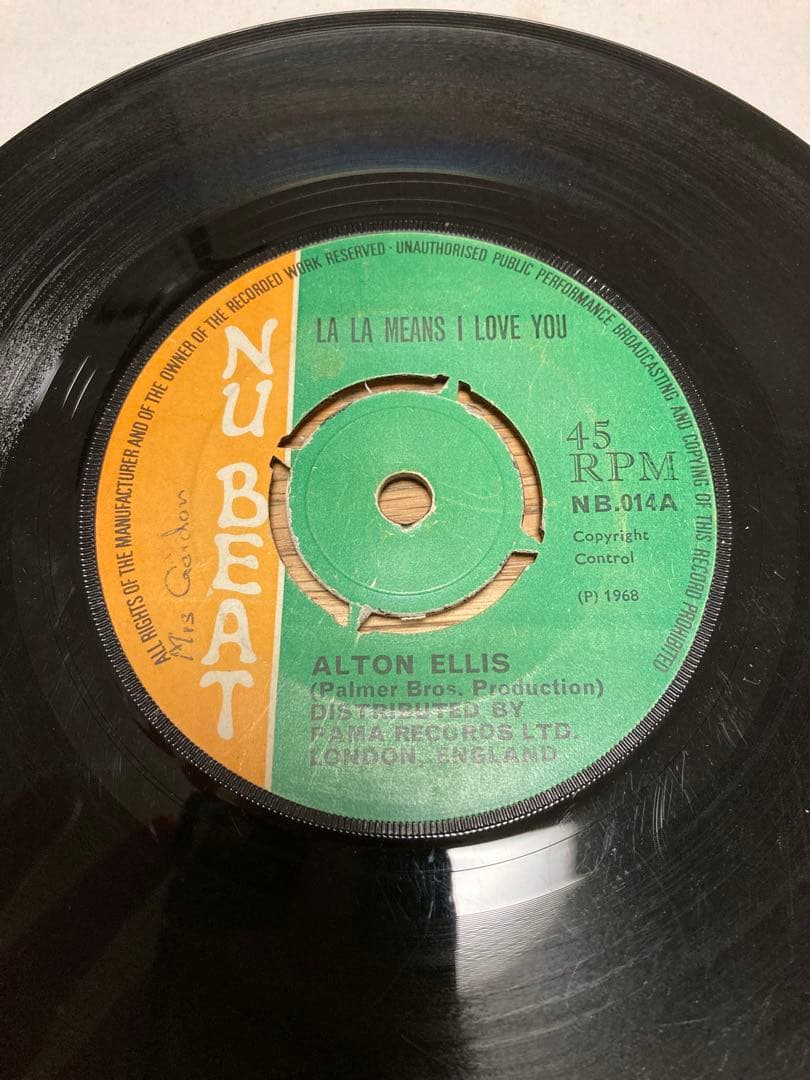 ALL RIGHTS OF THE MANUFACTURER AND OF THE OWNER OF THE RECORDED WORK RESERVED · UNAUTHORISED PUBLIC PERFORMANCE BROADCASTING AND COPYING OF THIS RECORD PROHIBITED
NU BEAT
Mrs
LA LA MEANS I LOVE YOU
45
RPM
NB.014A
Copyright
Control
(P) 1968
ALTON ELLIS
(Palmer Bros. Production)
DISTRIBUTED BY
PAMA RECORDS LTD.
LONDON, ENGLAND